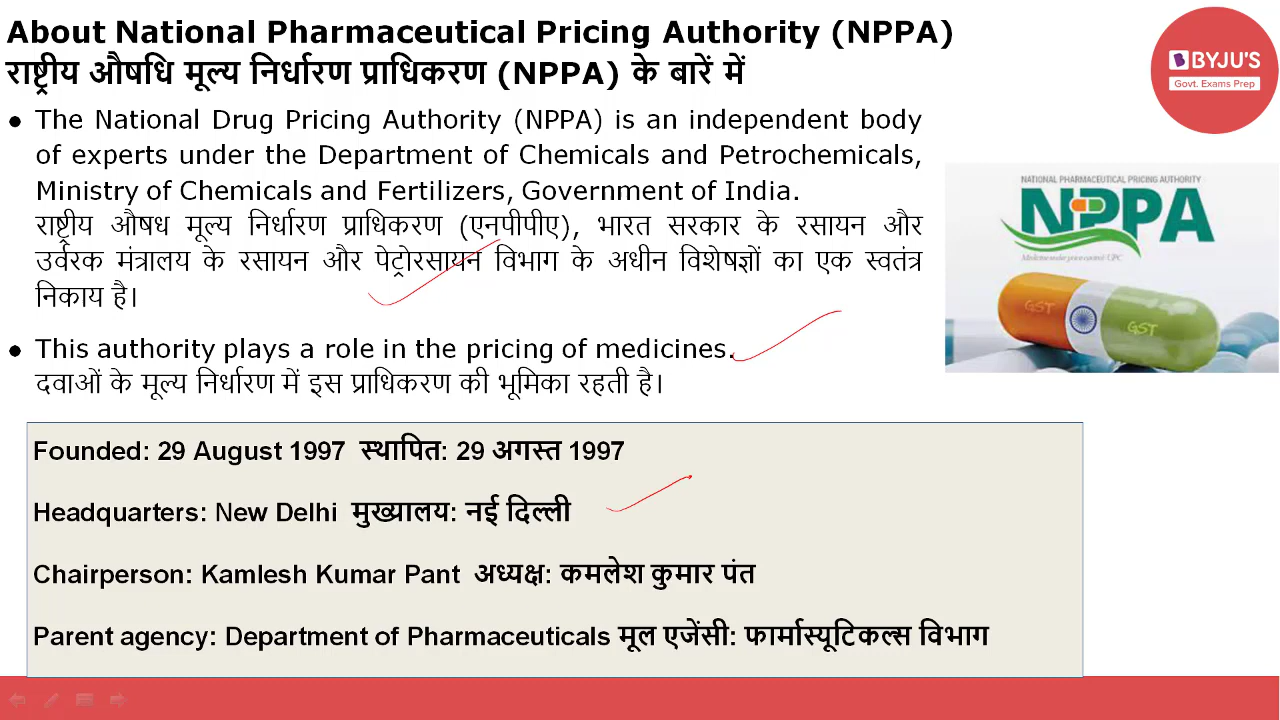 About National Pharmaceutical Pricing Authority (NPPA)
राष्ट्रीय औषधि मूल्य निर्धारण प्राधिकरण (NPPA) के बारें में
BYJU'S
Govt. Exams Prep
● The National Drug Pricing Authority (NPPA) is an independent body
of experts under the Department of Chemicals and Petrochemicals,
Ministry of Chemicals and Fertilizers, Government of India.
राष्ट्रीय औषध मूल्य निर्धारण प्राधिकरण (एनपीपीए), भारत सरकार के रसायन और
उर्वरक मंत्रालय के रसायन और पेट्रोरसायन विभाग के अधीन विशेषज्ञों का एक स्वतंत्र
निकाय है।
● This authority plays a role in the pricing of medicines.
दवाओं के मूल्य निर्धारण में इस प्राधिकरण की भूमिका रहती है।
NATIONAL PHARMACEUTICAL PRICING AUTHORITY
NPPA
Medicine under price control: UPC
GST
GST
Founded: 29 August 1997 स्थापित: 29 अगस्त 1997
Headquarters: New Delhi मुख्यालय: नई दिल्ली
Chairperson: Kamlesh Kumar Pant अध्यक्ष: कमलेश कुमार पंत
Parent agency: Department of Pharmaceuticals मूल एजेंसी: फार्मास्यूटिकल्स विभाग